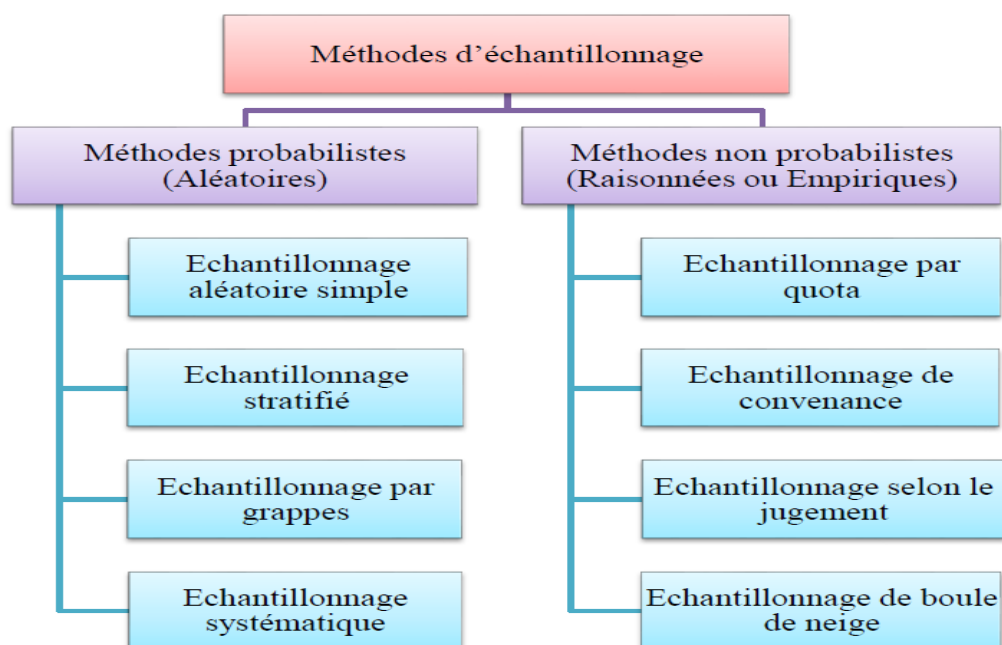 Méthodes d'échantillonnage
Méthodes probabilistes
(Aléatoires)
Echantillonnage
aléatoire simple
Echantillonnage
stratifié
Echantillonnage par
grappes
Echantillonnage
systématique
Méthodes non probabilistes
(Raisonnées ou Empiriques)
Echantillonnage par
quota
Echantillonnage de
convenance
Echantillonnage selon le
jugement
Echantillonnage de boule
de neige